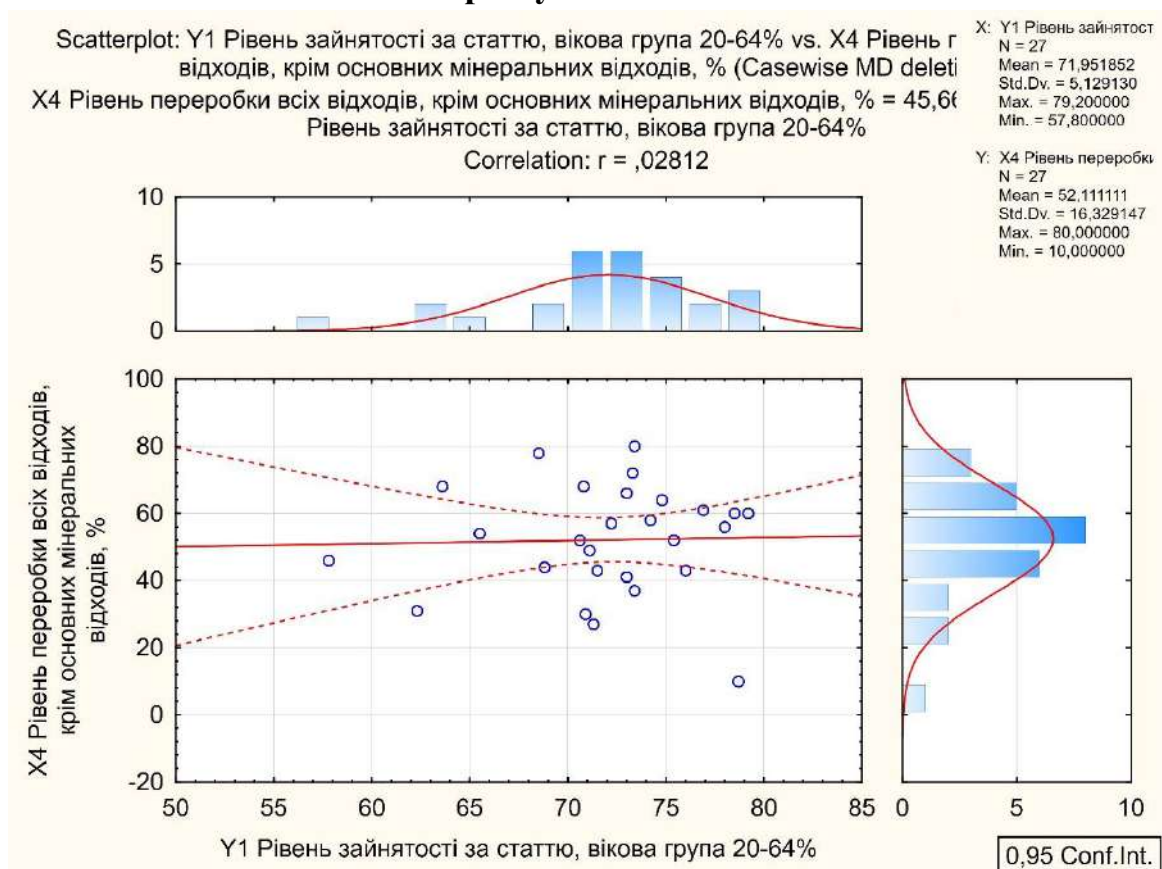 Scatterplot: Y1 Рівень зайнятості за статтю, вікова група 20-64% vs. X4 Рівень
відходів, крім основних мінеральних відходів, % (Casewise MD deleti
X4 Рівень переробки всіх відходів, крім основних мінеральних відходів, % = 45,6
Рівень зайнятості за статтю, вікова група 20-64%
Correlation: r = ,02812
X: Y1 Рівень зайнятост
N = 27
Mean = 71,951852
Std.Dv. = 5,129130
Max. = 79,200000
Min. = 57,800000
Y: X4 Рівень переробки
N = 27
Mean = 52,111111
Std.Dv. = 16,329147
Max. = 80,000000
Min. = 10,000000
10
5
0
100
80
60
40
20
0
-20
X4 Рівень переробки всіх відходів,
крім основних мінеральних
відходів, %
50 55 60 65 70 75 80 85
0 5 10
Y1 Рівень зайнятості за статтю, вікова група 20-64%
0,95 Conf.Int.